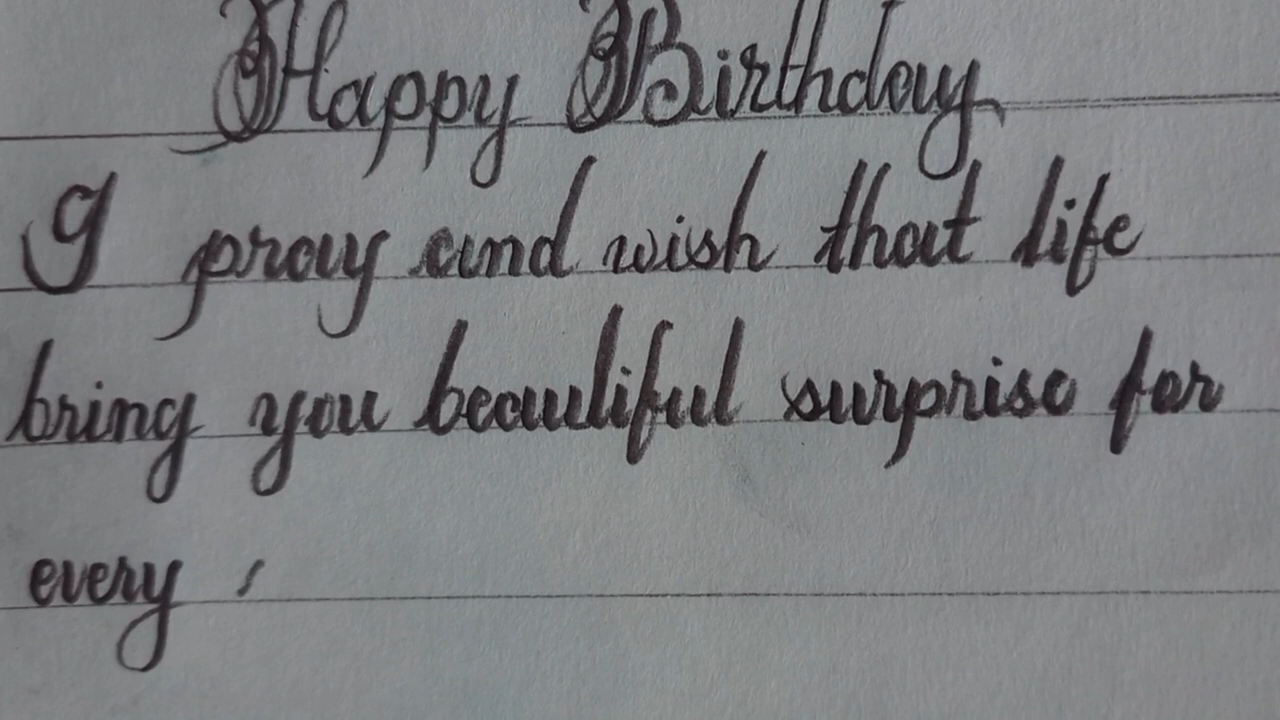 Happy Birthday
I pray and wish that life
bring you beautiful surprise for
every